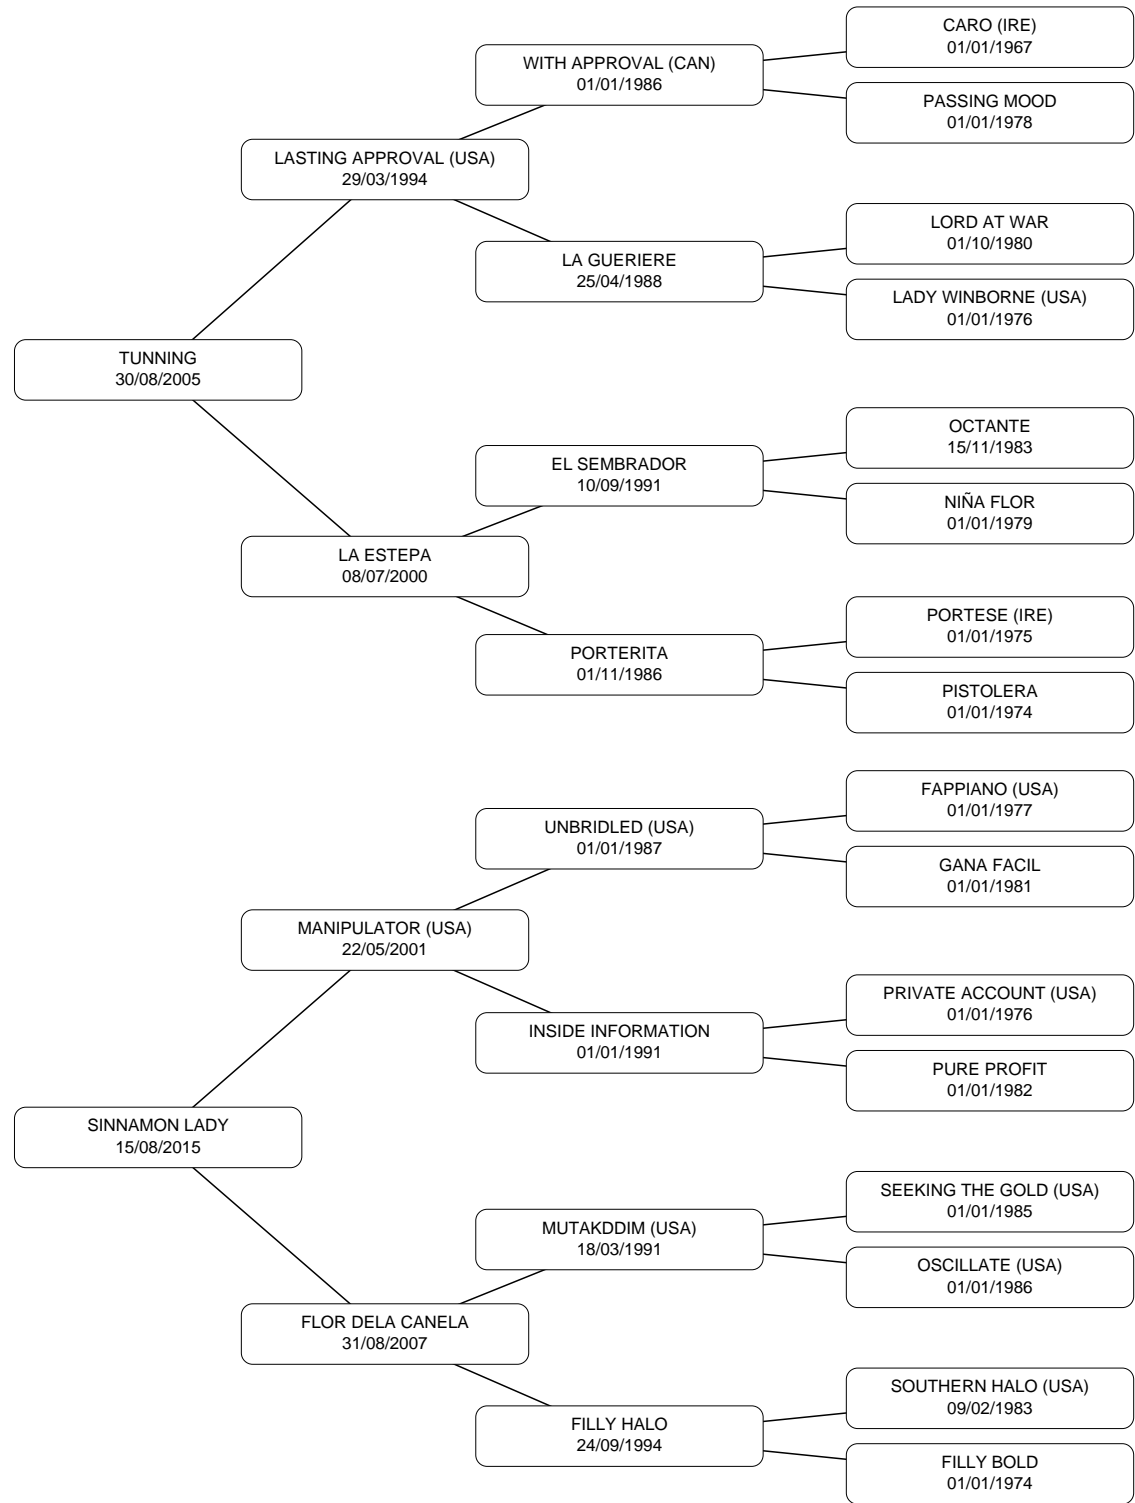 CARO (IRE)
01/01/1967
WITH APPROVAL (CAN)
01/01/1986
PASSING MOOD
01/01/1978
LASTING APPROVAL (USA)
29/03/1994
LORD AT WAR
01/10/1980
LA GUERIERE
25/04/1988
LADY WINBORNE (USA)
01/01/1976
TUNNING
30/08/2005
OCTANTE
15/11/1983
EL SEMBRADOR
10/09/1991
NIÑA FLOR
01/01/1979
LA ESTEPA
08/07/2000
PORTESE (IRE)
01/01/1975
PORTERITA
01/11/1986
PISTOLERA
01/01/1974
FAPPIANO (USA)
01/01/1977
UNBRIDLED (USA)
01/01/1987
GANA FACIL
01/01/1981
MANIPULATOR (USA)
22/05/2001
PRIVATE ACCOUNT (USA)
01/01/1976
INSIDE INFORMATION
01/01/1991
PURE PROFIT
01/01/1982
SINNAMON LADY
15/08/2015
SEEKING THE GOLD (USA)
01/01/1985
MUTAKDDIM (USA)
18/03/1991
OSCILLATE (USA)
01/01/1986
FLOR DELA CANELA
31/08/2007
SOUTHERN HALO (USA)
09/02/1983
FILLY HALO
24/09/1994
FILLY BOLD
01/01/1974